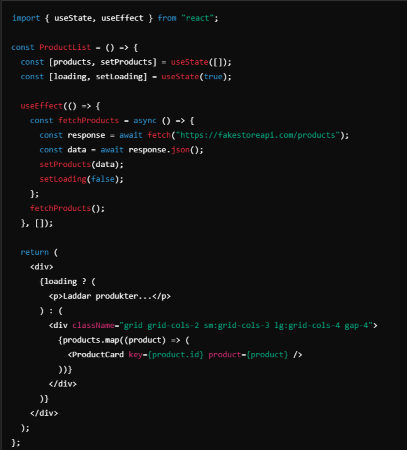 import { useState, useEffect } from "react";
const ProductList = () => {
  const [products, setProducts] = useState([]);
  const [loading, setLoading] = useState(true);
  useEffect(() => {
    const fetchProducts = async () => {
      const response = await fetch("https://fakestoreapi.com/products");
      const data = await response.json();
      setProducts(data);
      setLoading(false);
    };
    fetchProducts();
  }, []);
  return (
    <div>
      {loading ? (
        <p>Laddar produkter...</p>
      ) : (
        <div className="grid grid-cols-2 sm:grid-cols-3 lg:grid-cols-4 gap-4">
          {products.map((product) => (
            <ProductCard key={product.id} product={product} />
          ))}
        </div>
      )}
    </div>
  );
};